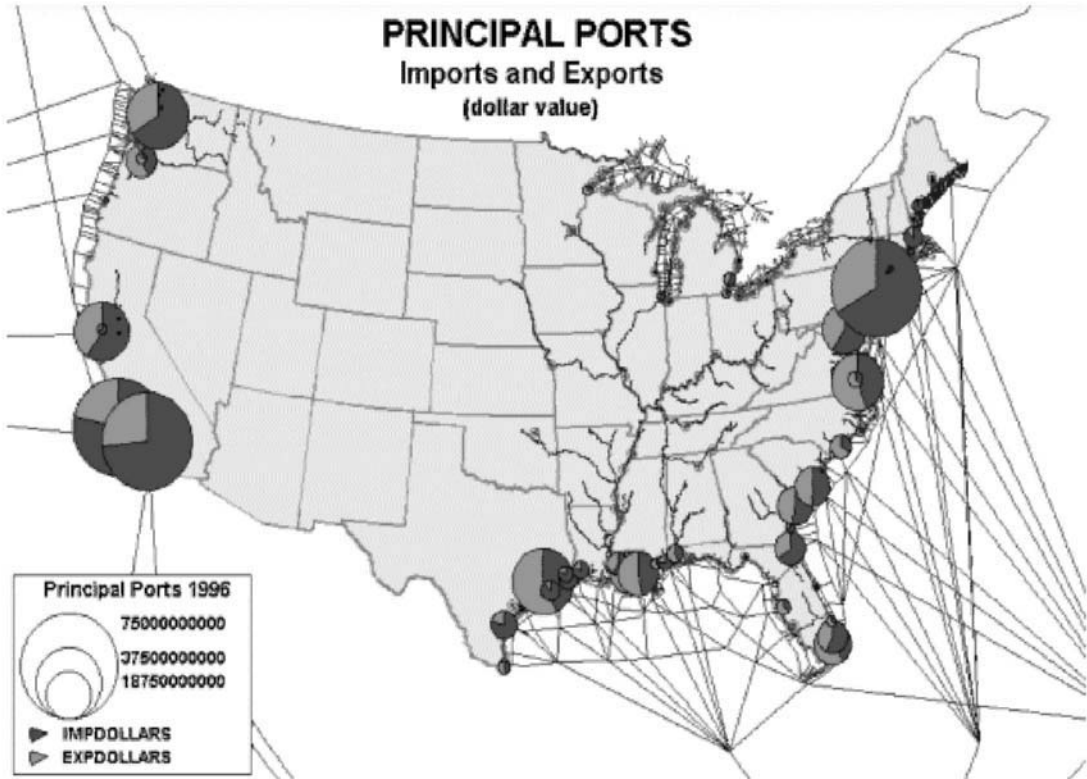 PRINCIPAL PORTS
Imports and Exports
(dollar value)
Principal Ports 1996
75000000000
37500000000
18750000000
IMPDOLLARS
EXPDOLLARS